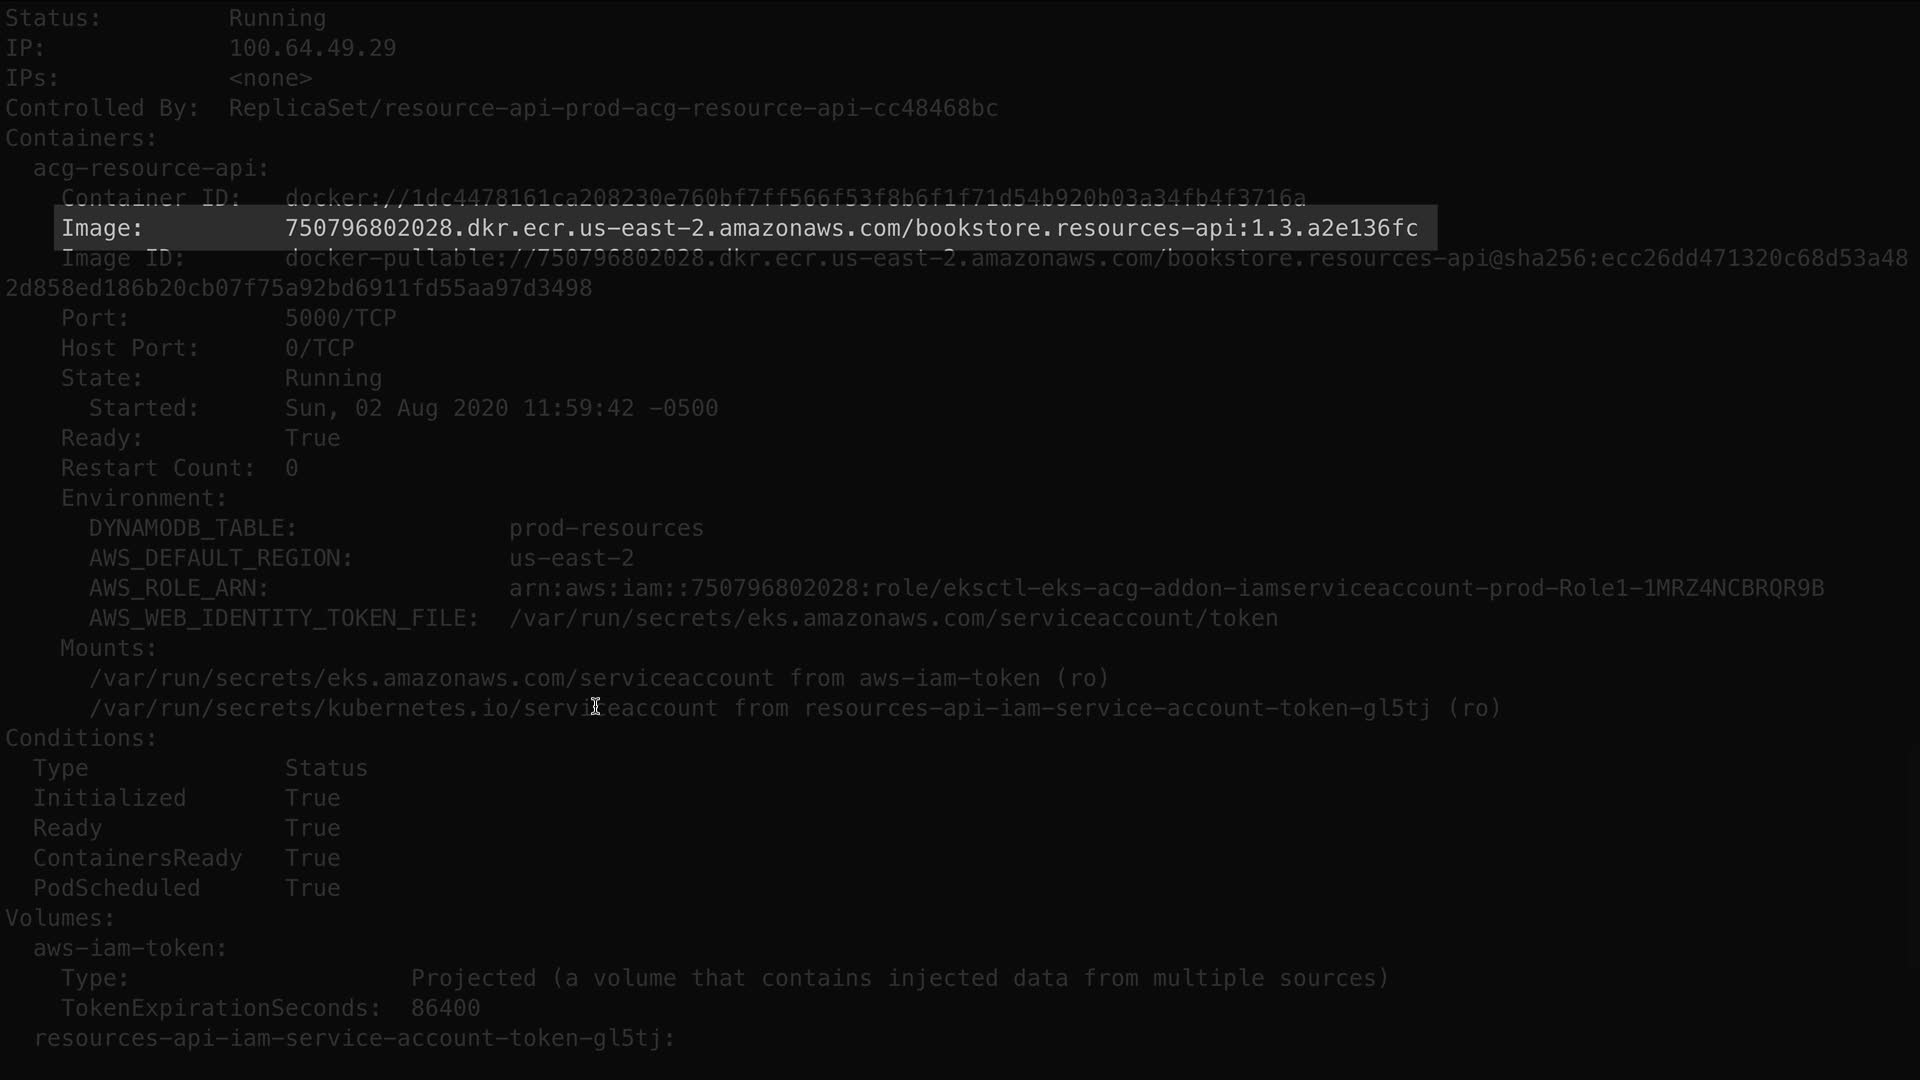 Status:          Running
IP:              100.64.49.29
IPs:             <none>
Controlled By:  ReplicaSet/resource-api-prod-acg-resource-api-cc48468bc
Containers:
  acg-resource-api:
    Container ID:   docker://1dc4478161ca208230e760bf7ff566f53f8b6f1f71d54b920b03a34fb4f3716a
    Image:          750796802028.dkr.ecr.us-east-2.amazonaws.com/bookstore.resources-api:1.3.a2e136fc
    Image ID:       docker-pullable://750796802028.dkr.ecr.us-east-2.amazonaws.com/bookstore.resources-api@sha256:ecc26dd471320c68d53a48
2d858ed186b20cb07f75a92bd6911fd55aa97d3498
    Port:           5000/TCP
    Host Port:      0/TCP
    State:          Running
      Started:      Sun, 02 Aug 2020 11:59:42 -0500
    Ready:          True
    Restart Count:  0
    Environment:
      DYNAMODB_TABLE:               prod-resources
      AWS_DEFAULT_REGION:           us-east-2
      AWS_ROLE_ARN:                 arn:aws:iam::750796802028:role/eksctl-eks-acg-addon-iamserviceaccount-prod-Role1-1MRZ4NCBRQR9B
      AWS_WEB_IDENTITY_TOKEN_FILE:  /var/run/secrets/eks.amazonaws.com/serviceaccount/token
    Mounts:
      /var/run/secrets/eks.amazonaws.com/serviceaccount from aws-iam-token (ro)
      /var/run/secrets/kubernetes.io/serviceaccount from resources-api-iam-service-account-token-gl5tj (ro)
Conditions:
  Type              Status
  Initialized       True
  Ready             True
  ContainersReady   True
  PodScheduled      True
Volumes:
  aws-iam-token:
    Type:                    Projected (a volume that contains injected data from multiple sources)
    TokenExpirationSeconds:  86400
  resources-api-iam-service-account-token-gl5tj: